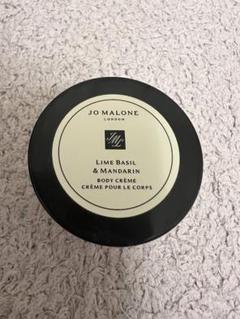 JO MALONE
LONDON
LIME BASIL
& MANDARIN
BODY CRÈME
CRÈME POUR LE CORPS